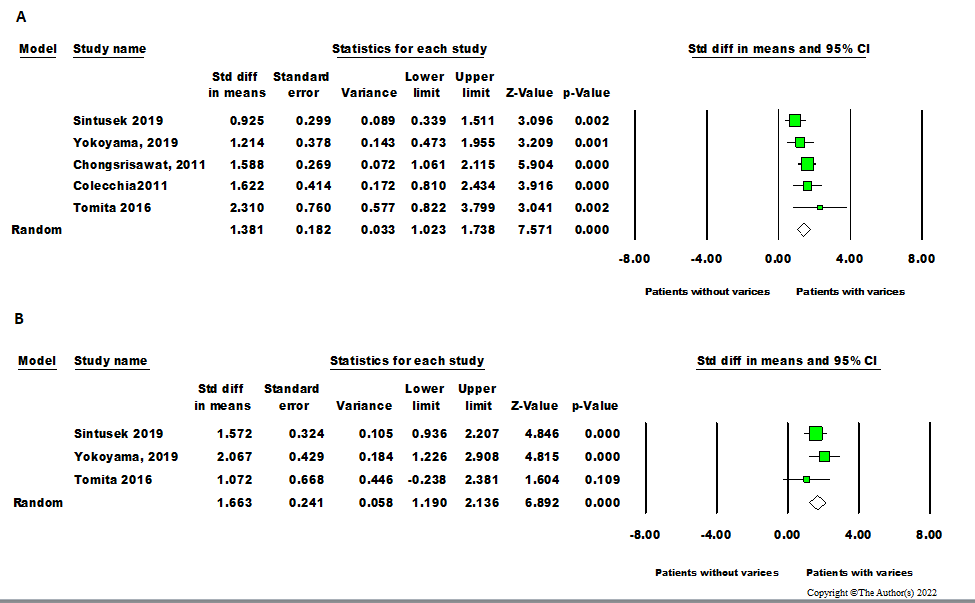 A
Model Study name Statistics for each study Std diff in means and 95% CI
Std diff Standard Lower Upper
in means error Variance limit limit Z-Value p-Value
Sintusek 2019 0.925 0.299 0.089 0.339 1.511 3.096 0.002
Yokoyama, 2019 1.214 0.378 0.143 0.473 1.955 3.209 0.001
Chongsrisawat, 2011 1.588 0.269 0.072 1.061 2.115 5.904 0.000
Colecchia2011 1.622 0.414 0.172 0.810 2.434 3.916 0.000
Tomita 2016 2.310 0.760 0.577 0.822 3.799 3.041 0.002
Random 1.381 0.182 0.033 1.023 1.738 7.571 0.000
-8.00 -4.00 0.00 4.00 8.00
Patients without varices Patients with varices
B
Model Study name Statistics for each study Std diff in means and 95% CI
Std diff Standard Lower Upper
in means error Variance limit limit Z-Value p-Value
Sintusek 2019 1.572 0.324 0.105 0.936 2.207 4.846 0.000
Yokoyama, 2019 2.067 0.429 0.184 1.226 2.908 4.815 0.000
Tomita 2016 1.072 0.668 0.446 -0.238 2.381 1.604 0.109
Random 1.663 0.241 0.058 1.190 2.136 6.892 0.000
-8.00 -4.00 0.00 4.00 8.00
Patients without varices Patients with varices
Copyright ©The Author(s) 2022